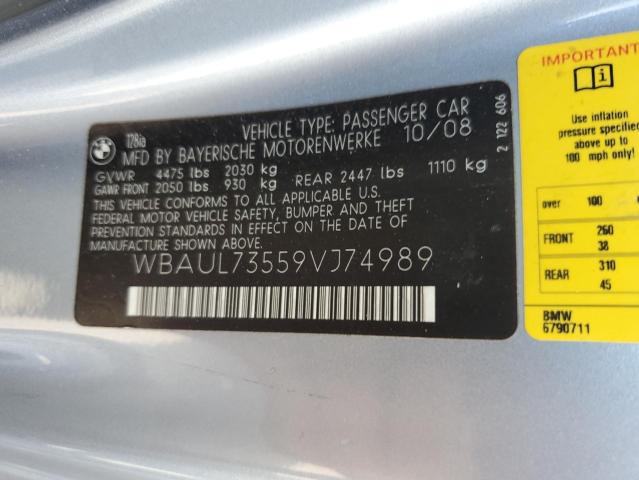 BMW
128ia
VEHICLE TYPE: PASSENGER CAR
MFD BY BAYERISCHE MOTORENWERKE 10/08
GVWR 4475 lbs 2030 kg
GAWR FRONT 2050 lbs 930 kg REAR 2447 lbs 1110 kg
THIS VEHICLE CONFORMS TO ALL APPLICABLE U.S.
FEDERAL MOTOR VEHICLE SAFETY, BUMPER AND THEFT
PREVENTION STANDARDS IN EFFECT ON THE DATE OF
MANUFACTURE SHOWN ABOVE.
WBAUL73559VJ74989
2 122 606
IMPORTANT
i
Use inflation
pressure specified
above up to
100 mph only!
over 100
FRONT 260
38
REAR 310
45
BMW
6790711